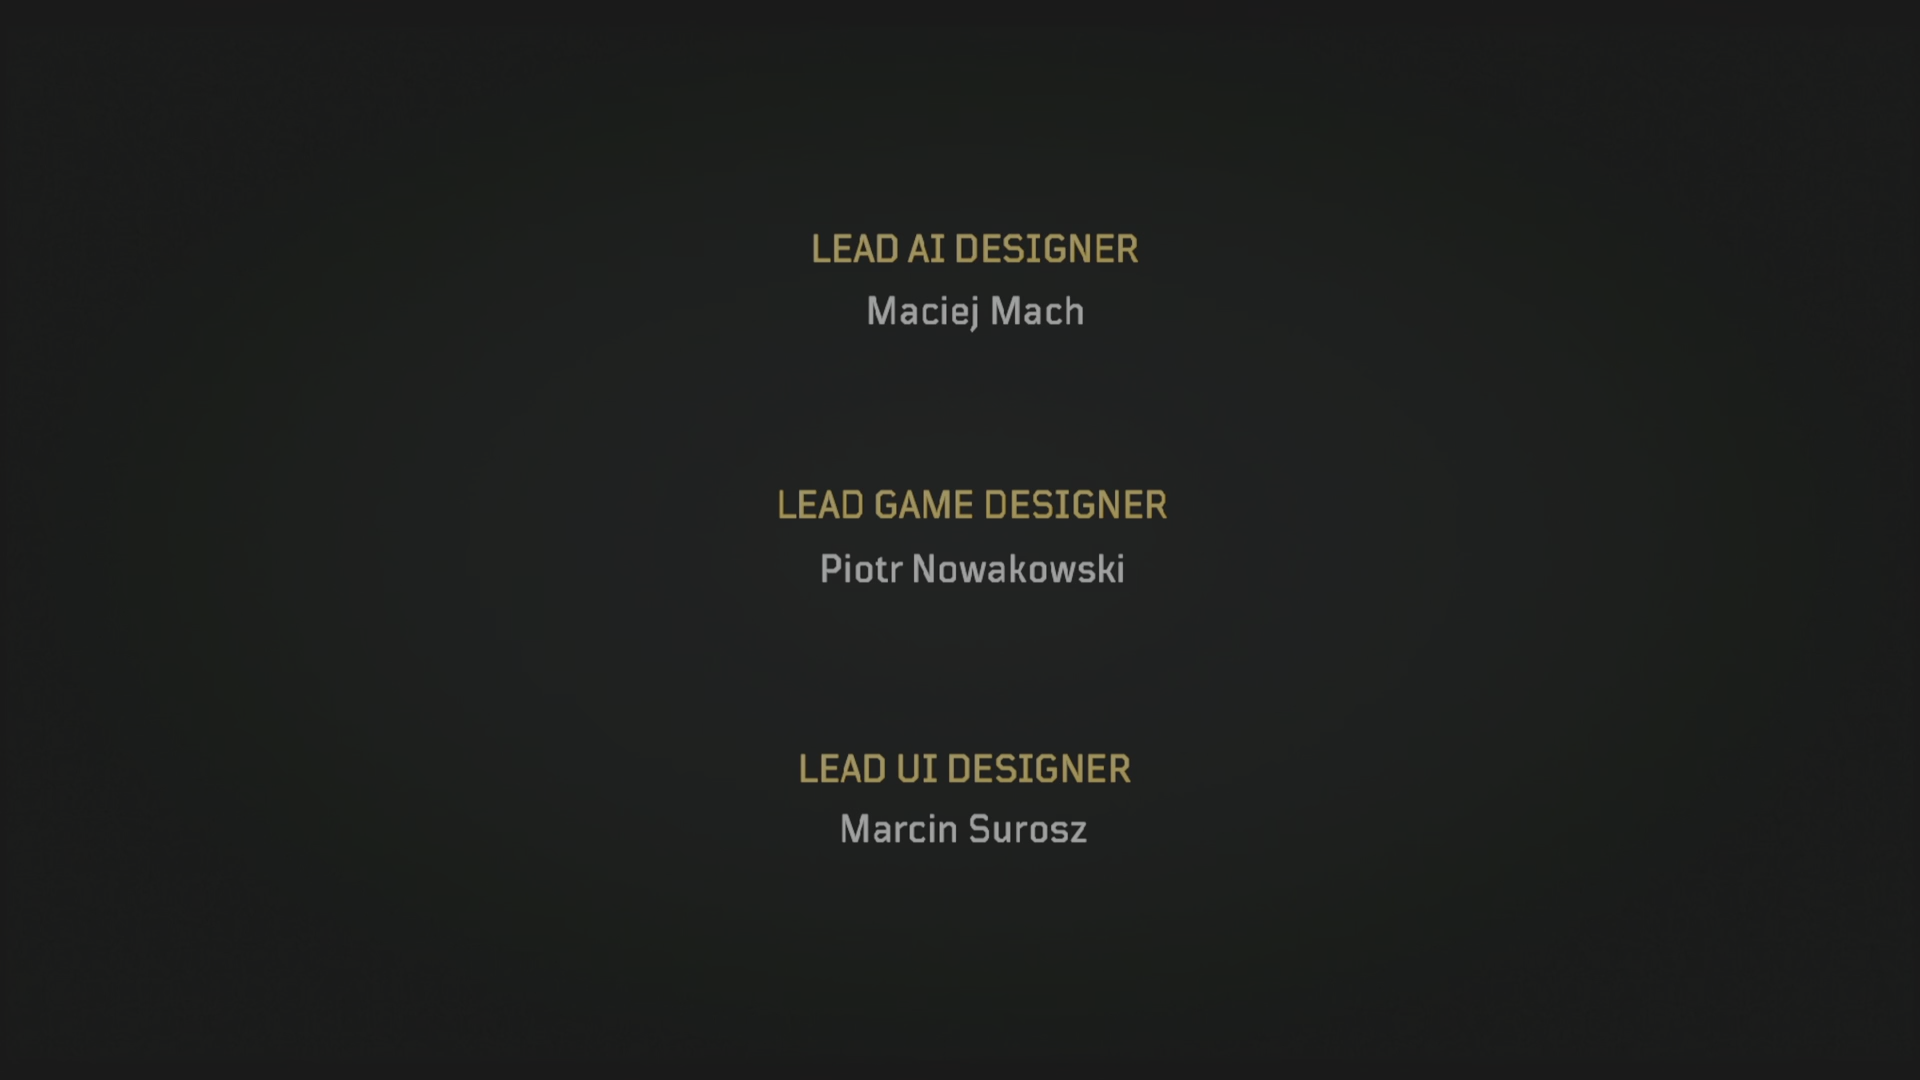 LEAD AI DESIGNER
Maciej Mach
LEAD GAME DESIGNER
Piotr Nowakowski
LEAD UI DESIGNER
Marcin Surosz